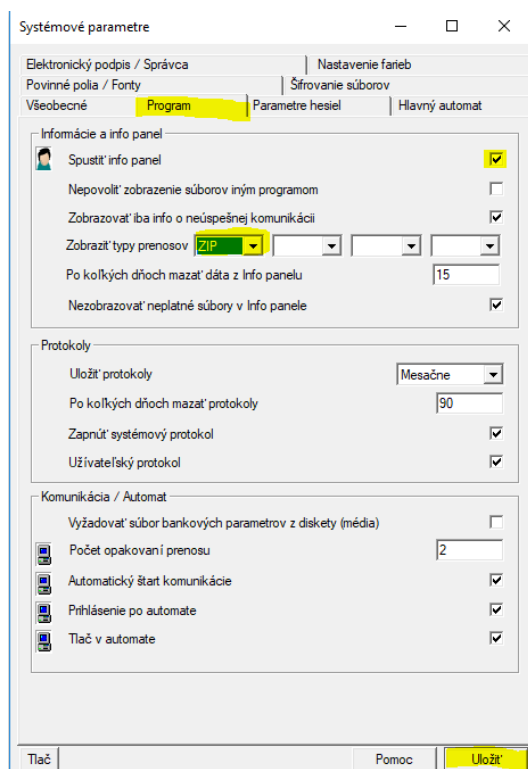 Systémové parametre
Elektronický podpis / Správca Nastavenie farieb
Povinné polia / Fonty Šifrovanie súborov
Všeobecné Program Parametre hesiel Hlavný automat
Informácie a info panel
Spustiť info panel
Nepovoliť zobrazenie súborov iným programom
Zobrazovať iba info o neúspešnej komunikácii
Zobraziť typy prenosov ZIP
Po koľkých dňoch mazať dáta z Info panelu 15
Nezobrazovať neplatné súbory v Info panele
Protokoly
Uložiť protokoly Mesačne
Po koľkých dňoch mazať protokoly 90
Zapnúť systémový protokol
Užívateľský protokol
Komunikácia / Automat
Vyžadovať súbor bankových parametrov z diskety (média)
Počet opakovaní prenosu 2
Automatický štart komunikácie
Prihlásenie po automate
Tlač v automate
Tlač Pomoc Uložiť